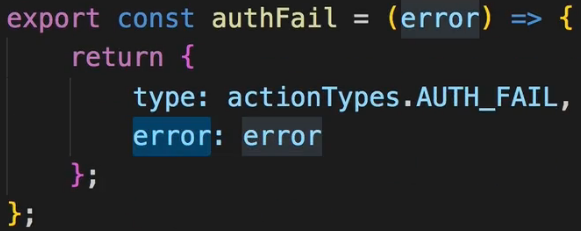 export const authFail = (error) => {
return {
type: actionTypes.AUTH_FAIL,
error: error
};
};